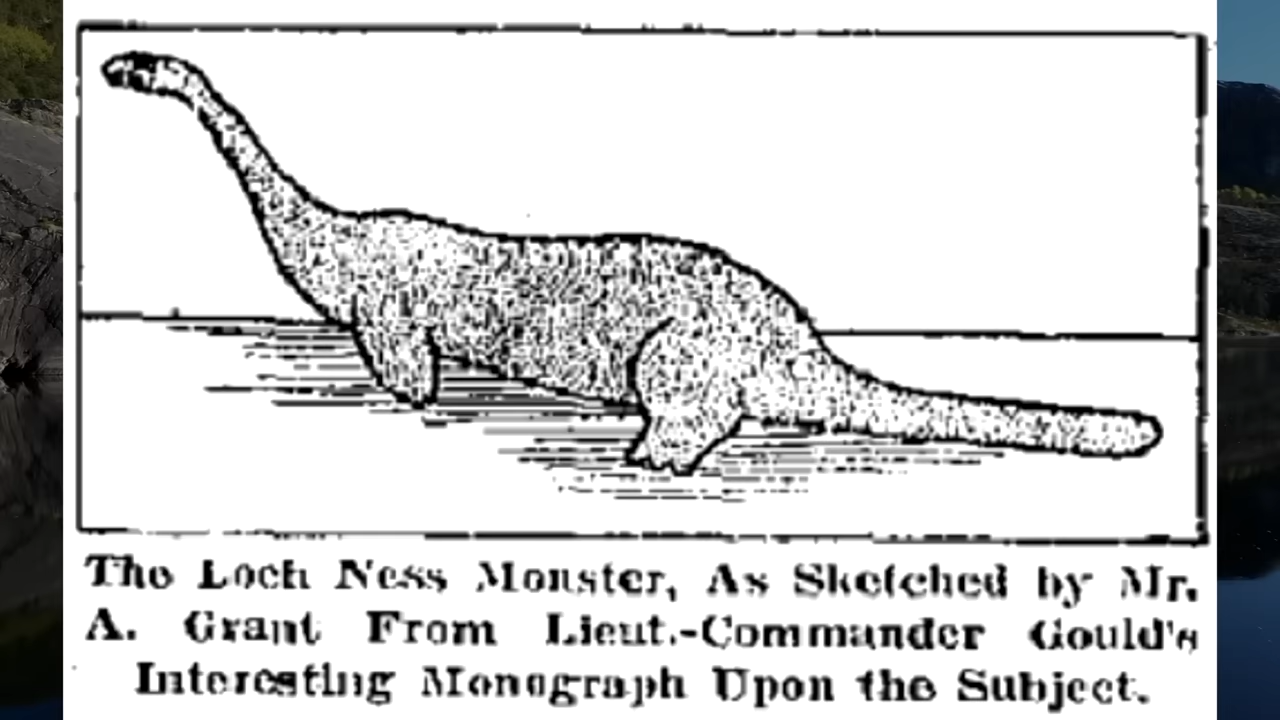 The Loch Ness Monster, As Sketched by Mr.
A. Grant From Lieut.-Commander Gould's
Interesting Monograph Upon the Subject.